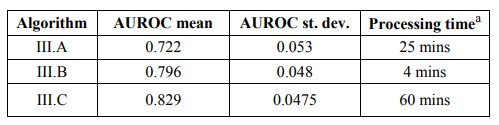 Algorithm AUROC mean AUROC st. dev. Processing timeᵃ
III.A 0.722 0.053 25 mins
III.B 0.796 0.048 4 mins
III.C 0.829 0.0475 60 mins